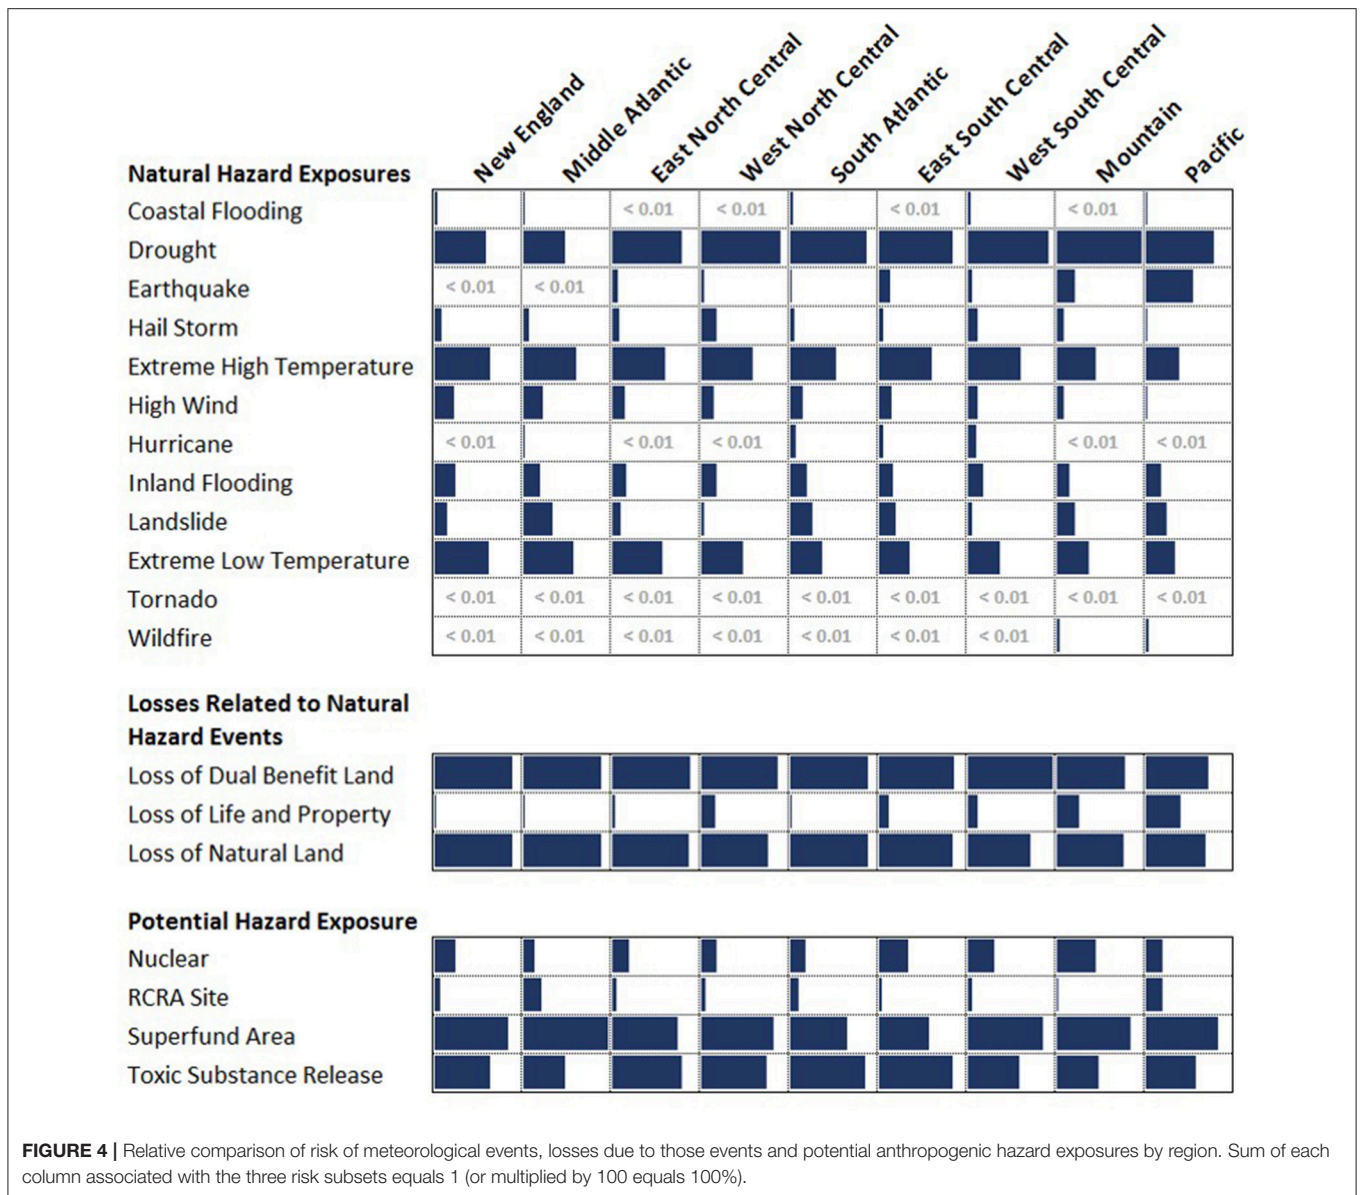 New England Middle Atlantic East North Central West North Central South Atlantic East South Central West South Central Mountain Pacific
Natural Hazard Exposures
Coastal Flooding < 0.01 < 0.01 < 0.01 < 0.01
Drought
Earthquake < 0.01 < 0.01
Hail Storm
Extreme High Temperature
High Wind
Hurricane < 0.01 < 0.01 < 0.01 < 0.01 < 0.01
Inland Flooding
Landslide
Extreme Low Temperature
Tornado < 0.01 < 0.01 < 0.01 < 0.01 < 0.01 < 0.01 < 0.01 < 0.01 < 0.01
Wildfire < 0.01 < 0.01 < 0.01 < 0.01 < 0.01 < 0.01 < 0.01
Losses Related to Natural
Hazard Events
Loss of Dual Benefit Land
Loss of Life and Property
Loss of Natural Land
Potential Hazard Exposure
Nuclear
RCRA Site
Superfund Area
Toxic Substance Release
FIGURE 4 | Relative comparison of risk of meteorological events, losses due to those events and potential anthropogenic hazard exposures by region. Sum of each
column associated with the three risk subsets equals 1 (or multiplied by 100 equals 100%).